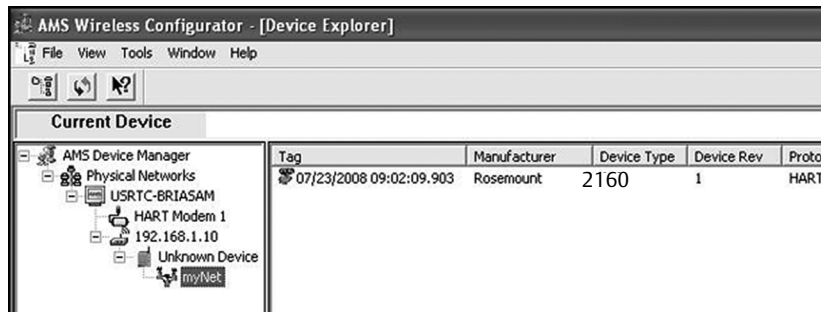 AMS Wireless Configurator - [Device Explorer]
File View Tools Window Help
Current Device
AMS Device Manager
Physical Networks
USRTC-BRIASAM
HART Modem 1
192.168.1.10
Unknown Device
myNet
Tag Manufacturer Device Type Device Rev Proto
07/23/2008 09:02:09.903 Rosemount 2160 1 HART